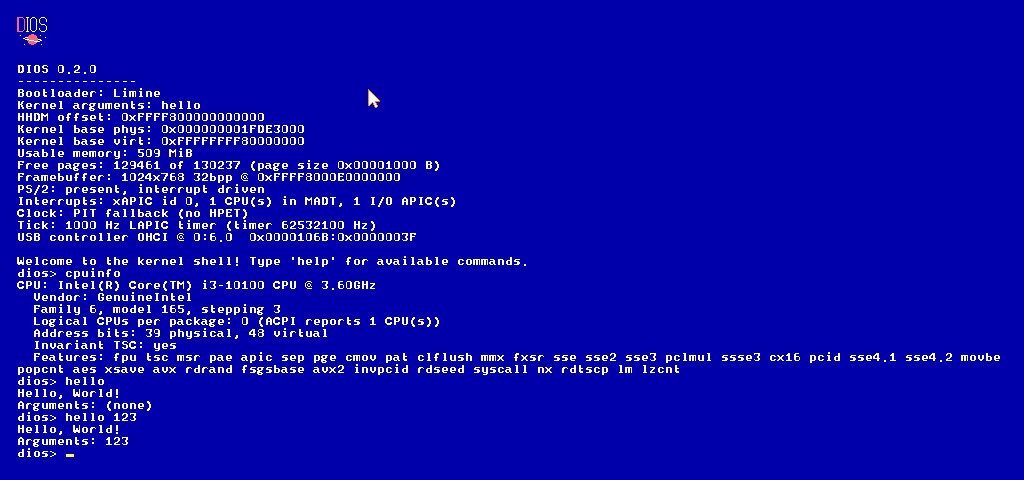 DIOS
DIOS 0.2.0
---------------
Bootloader: Limine
Kernel arguments: hello
HHDM offset: 0xFFFF800000000000
Kernel base phys: 0x000000001FDE3000
Kernel base virt: 0xFFFFFFFF80000000
Usable memory: 509 MiB
Free pages: 129461 of 130237 (page size 0x00001000 B)
Framebuffer: 1024x768 32bpp @ 0xFFFF8000E0000000
PS/2: present, interrupt driven
Interrupts: xAPIC id 0, 1 CPU(s) in MADT, 1 I/O APIC(s)
Clock: PIT fallback (no HPET)
Tick: 1000 Hz LAPIC timer (timer 62532100 Hz)
USB controller OHCI @ 0:6.0  0x0000106B:0x0000003F
Welcome to the kernel shell! Type 'help' for available commands.
dios> cpuinfo
CPU: Intel(R) Core(TM) i3-10100 CPU @ 3.60GHz
  Vendor: GenuineIntel
  Family 6, model 165, stepping 3
  Logical CPUs per package: 0 (ACPI reports 1 CPU(s))
  Address bits: 39 physical, 48 virtual
  Invariant TSC: yes
  Features: fpu tsc msr pae apic sep pge cmov pat clflush mmx fxsr sse sse2 sse3 pclmul ssse3 cx16 pcid sse4.1 sse4.2 movbe
popcnt aes xsave avx rdrand fsgsbase avx2 invpcid rdseed syscall nx rdtscp lm lzcnt
dios> hello
Hello, World!
Arguments: (none)
dios> hello 123
Hello, World!
Arguments: 123
dios> _